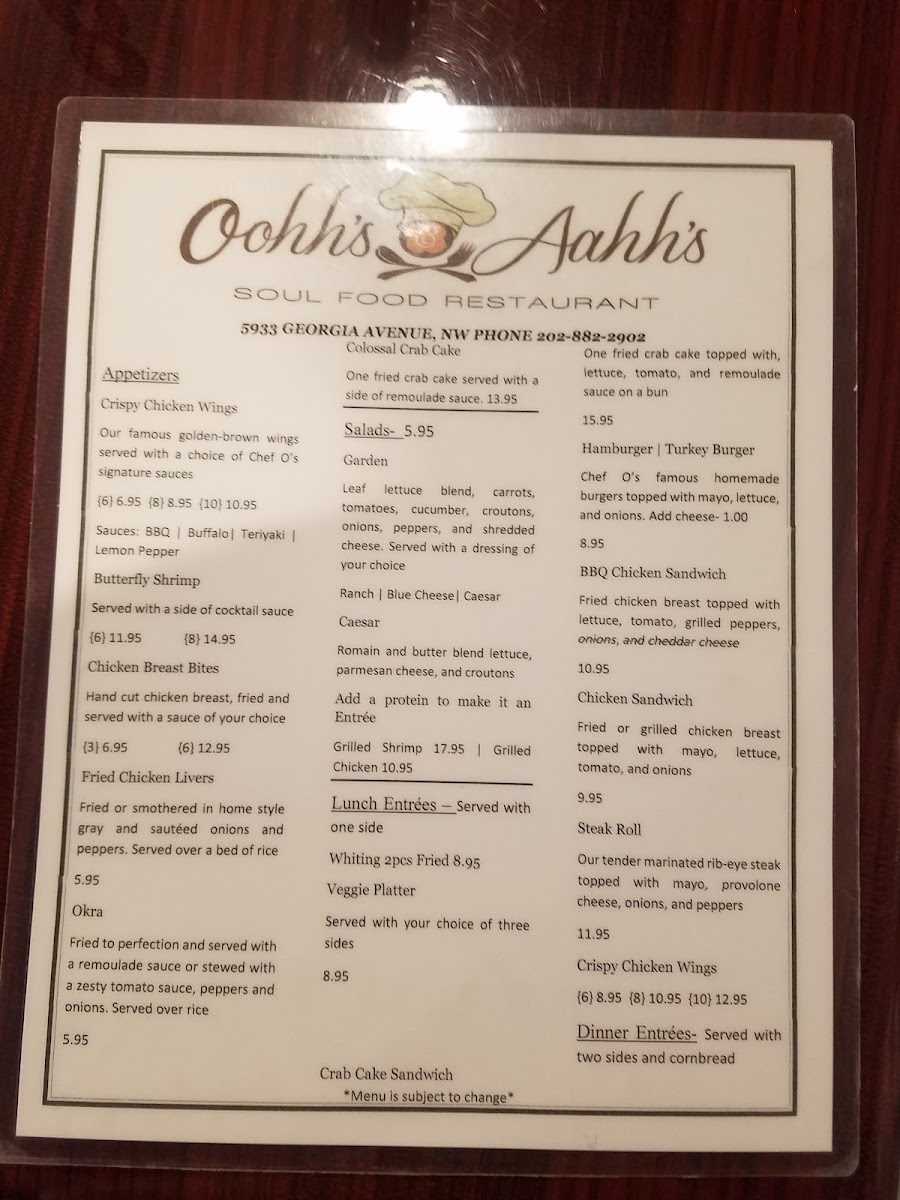 Oohh's & Aahh's
SOUL FOOD RESTAURANT
5933 GEORGIA AVENUE, NW PHONE 202-882-2902
Appetizers
Crispy Chicken Wings
Our famous golden-brown wings
served with a choice of Chef O's
signature sauces
{6} 6.95 {8} 8.95 {10} 10.95
Sauces: BBQ | Buffalo| Teriyaki |
Lemon Pepper
Butterfly Shrimp
Served with a side of cocktail sauce
{6} 11.95 {8} 14.95
Chicken Breast Bites
Hand cut chicken breast, fried and
served with a sauce of your choice
{3} 6.95 {6} 12.95
Fried Chicken Livers
Fried or smothered in home style
gray and sautéed onions and
peppers. Served over a bed of rice
5.95
Okra
Fried to perfection and served with
a remoulade sauce or stewed with
a zesty tomato sauce, peppers and
onions. Served over rice
5.95
Colossal Crab Cake
One fried crab cake served with a
side of remoulade sauce. 13.95
Salads- 5.95
Garden
Leaf lettuce blend, carrots,
tomatoes, cucumber, croutons,
onions, peppers, and shredded
cheese. Served with a dressing of
your choice
Ranch | Blue Cheese| Caesar
Caesar
Romain and butter blend lettuce,
parmesan cheese, and croutons
Add a protein to make it an
Entrée
Grilled Shrimp 17.95 | Grilled
Chicken 10.95
Lunch Entrées – Served with
one side
Whiting 2pcs Fried 8.95
Veggie Platter
Served with your choice of three
sides
8.95
Crab Cake Sandwich
One fried crab cake topped with,
lettuce, tomato, and remoulade
sauce on a bun
15.95
Hamburger | Turkey Burger
Chef O's famous homemade
burgers topped with mayo, lettuce,
and onions. Add cheese- 1.00
8.95
BBQ Chicken Sandwich
Fried chicken breast topped with
lettuce, tomato, grilled peppers,
onions, and cheddar cheese
10.95
Chicken Sandwich
Fried or grilled chicken breast
topped with mayo, lettuce,
tomato, and onions
9.95
Steak Roll
Our tender marinated rib-eye steak
topped with mayo, provolone
cheese, onions, and peppers
11.95
Crispy Chicken Wings
{6} 8.95 {8} 10.95 {10} 12.95
Dinner Entrées- Served with
two sides and cornbread
*Menu is subject to change*